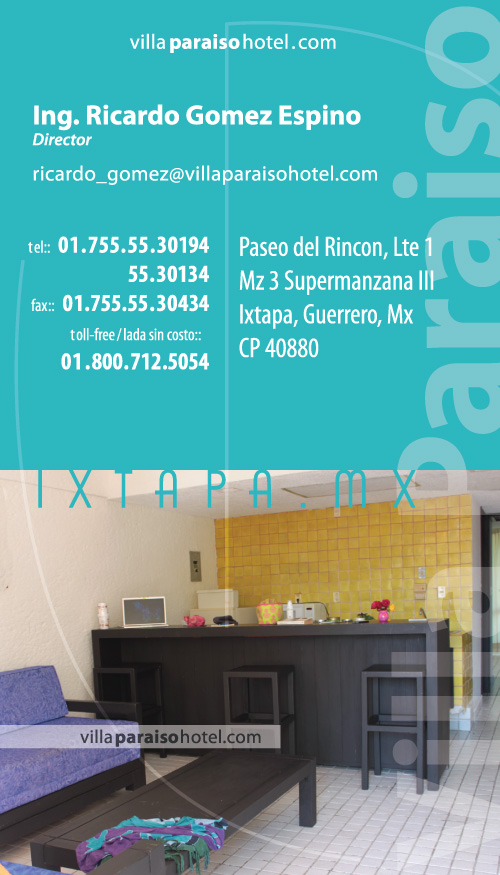 villaparaisohotel.com
Ing. Ricardo Gomez Espino
Director
ricardo_gomez@villaparaisohotel.com
tel:: 01.755.55.30194
55.30134
fax:: 01.755.55.30434
toll-free/lada sin costo::
01.800.712.5054
Paseo del Rincon, Lte 1
Mz 3 Supermanzana III
Ixtapa, Guerrero, Mx
CP 40880
villa Paraiso
IXTAPA.MX
villaparaisohotel.com